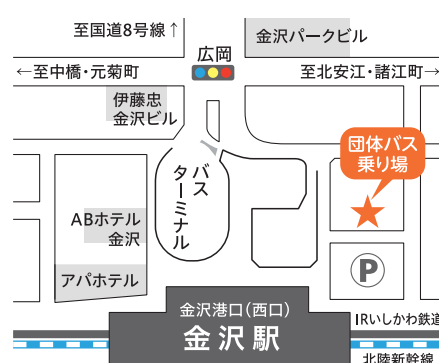 至国道8号線↑
金沢パークビル
広岡
←至中橋・元菊町
至北安江・諸江町→
伊藤忠
金沢ビル
団体バス
乗り場
バス
ターミナル
ABホテル
金沢
アパホテル
P
金沢港口(西口)
金沢駅
IRいしかわ鉄道
北陸新幹線